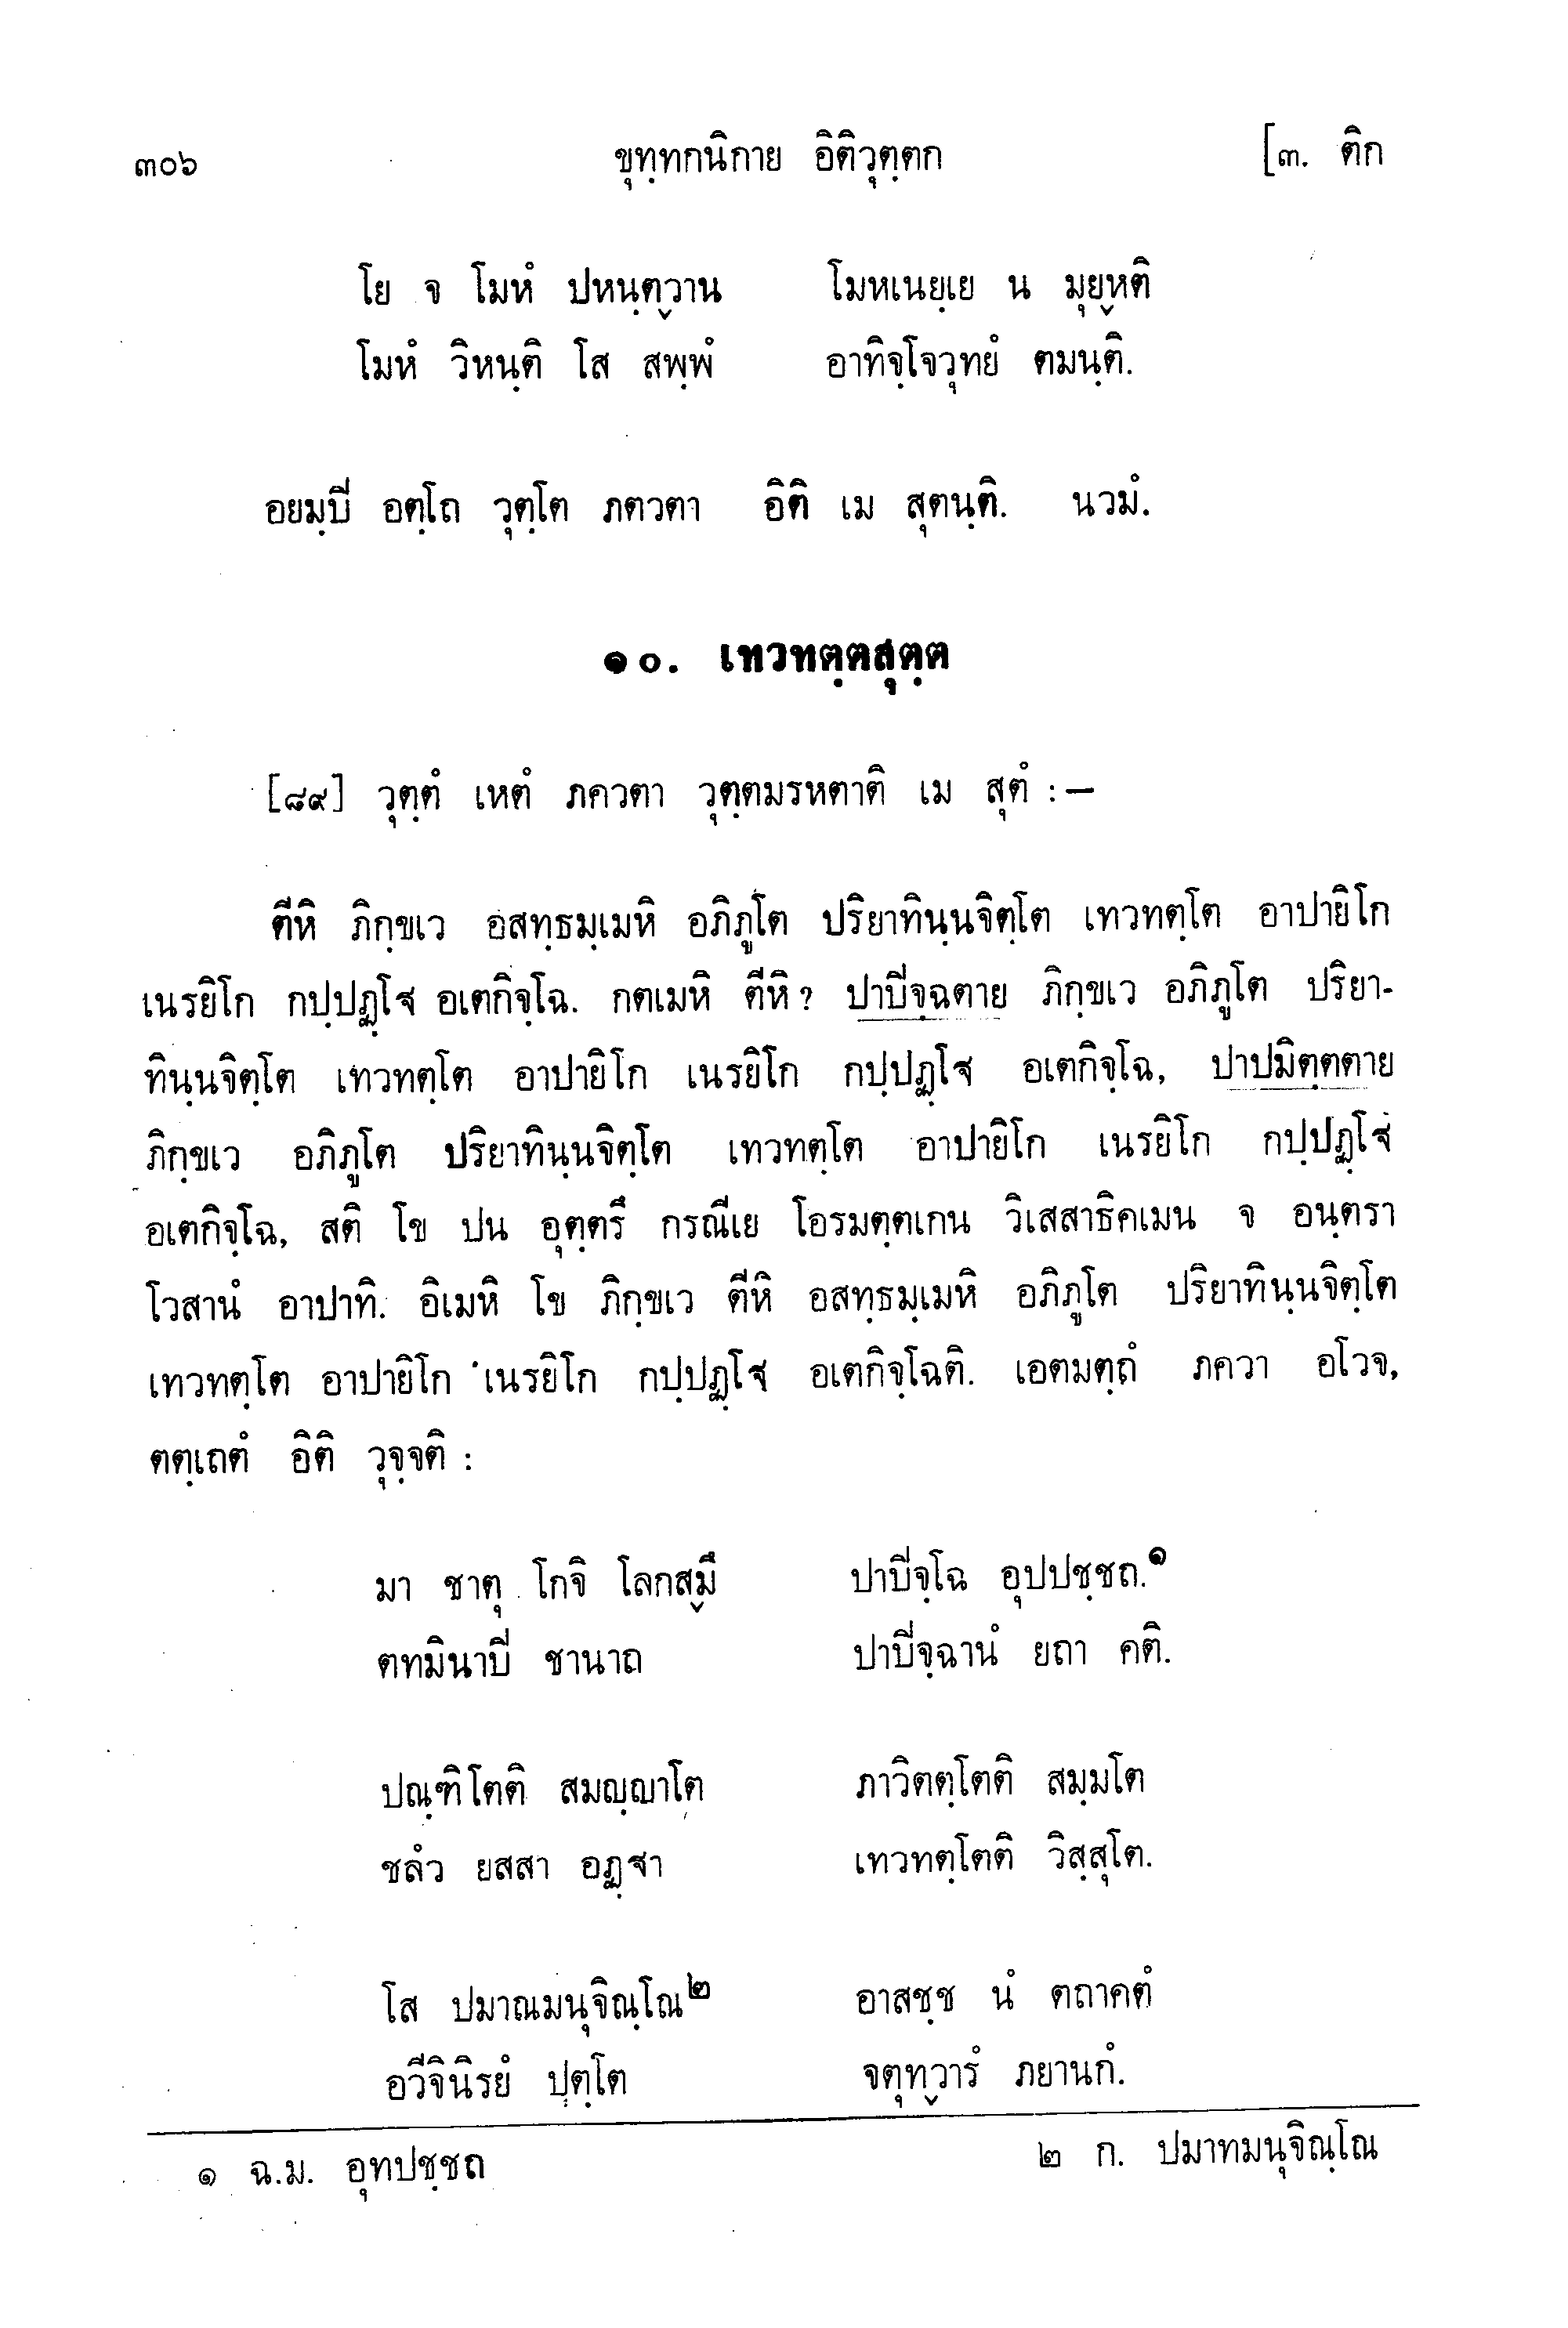 ๓๐๖ ขุทฺทกนิกาย อิติวุตฺตก [๓. ติก
โย จ โมหํ ปหนฺตฺวาน โมหเนยฺเย น มุยฺหติ
โมหํ วิหนฺติ โส สพฺพํ อาทิจฺโจวุทยํ ตมนฺติ.
อยมฺปิ อตฺโถ วุตฺโต ภตวตา อิติ เม สุตนฺติ. นวมํ.
๑๐. เทวทตฺตสุตฺต
[๘๙] วุตฺตํ เหตํ ภควตา วุตฺตมรหตาติ เม สุตํ :–
ตีหิ ภิกฺขเว อสทฺธมฺเมหิ อภิภูโต ปริยาทินฺนจิตฺโต เทวทตฺโต อาปายิโก
เนรยิโก กปฺปฏฺโฐ อเตกิจฺโฉ. กตเมหิ ตีหิ? ปาปิจฺฉตาย ภิกฺขเว อภิภูโต ปริยา-
ทินฺนจิตฺโต เทวทตฺโต อาปายิโก เนรยิโก กปฺปฏฺโฐ อเตกิจฺโฉ, ปาปมิตฺตตาย
ภิกฺขเว อภิภูโต ปริยาทินฺนจิตฺโต เทวทตฺโต อาปายิโก เนรยิโก กปฺปฏฺโฐ
อเตกิจฺโฉ, สติ โข ปน อุตฺตรึ กรณีเย โอรมตฺตเกน วิเสสาธิคเมน จ อนฺตรา
โวสานํ อาปาทิ. อิเมหิ โข ภิกฺขเว ตีหิ อสทฺธมฺเมหิ อภิภูโต ปริยาทินฺนจิตฺโต
เทวทตฺโต อาปายิโก เนรยิโก กปฺปฏฺโฐ อเตกิจฺโฉติ. เอตมตฺถํ ภควา อโวจ,
ตตฺเถตํ อิติ วุจฺจติ :
มา ชาตุ โกจิ โลกสฺมึ ปาปิจฺโฉ อุปปชฺชถ.๑
ตทมินาปิ ชานาถ ปาปิจฺฉานํ ยถา คติ.
ปณฺฑิโตติ สมญฺญาโต ภาวิตตฺโตติ สมฺมโต
ชลํว ยสสา อฏฺฐา เทวทตฺโตติ วิสฺสุโต.
โส ปมาณมนุจิณฺโณ๒ อาสชฺช นํ ตถาคตํ
อวีจินิรยํ ปตฺโต จตุทฺวารํ ภยานกํ.
๑ ฉ.ม. อุทปชฺชถ ๒ ก. ปมาทมนุจิณฺโณ